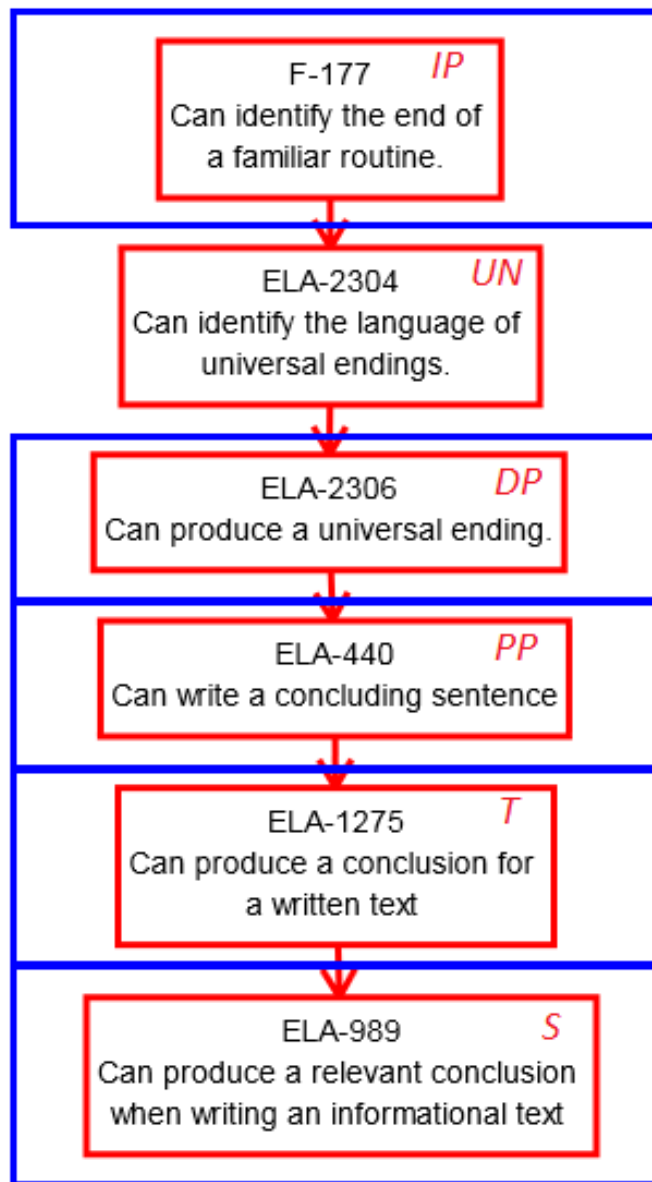 F-177 IP
Can identify the end of
a familiar routine.
ELA-2304 UN
Can identify the language of
universal endings.
ELA-2306 DP
Can produce a universal ending.
ELA-440 PP
Can write a concluding sentence
ELA-1275 T
Can produce a conclusion for
a written text
ELA-989 S
Can produce a relevant conclusion
when writing an informational text